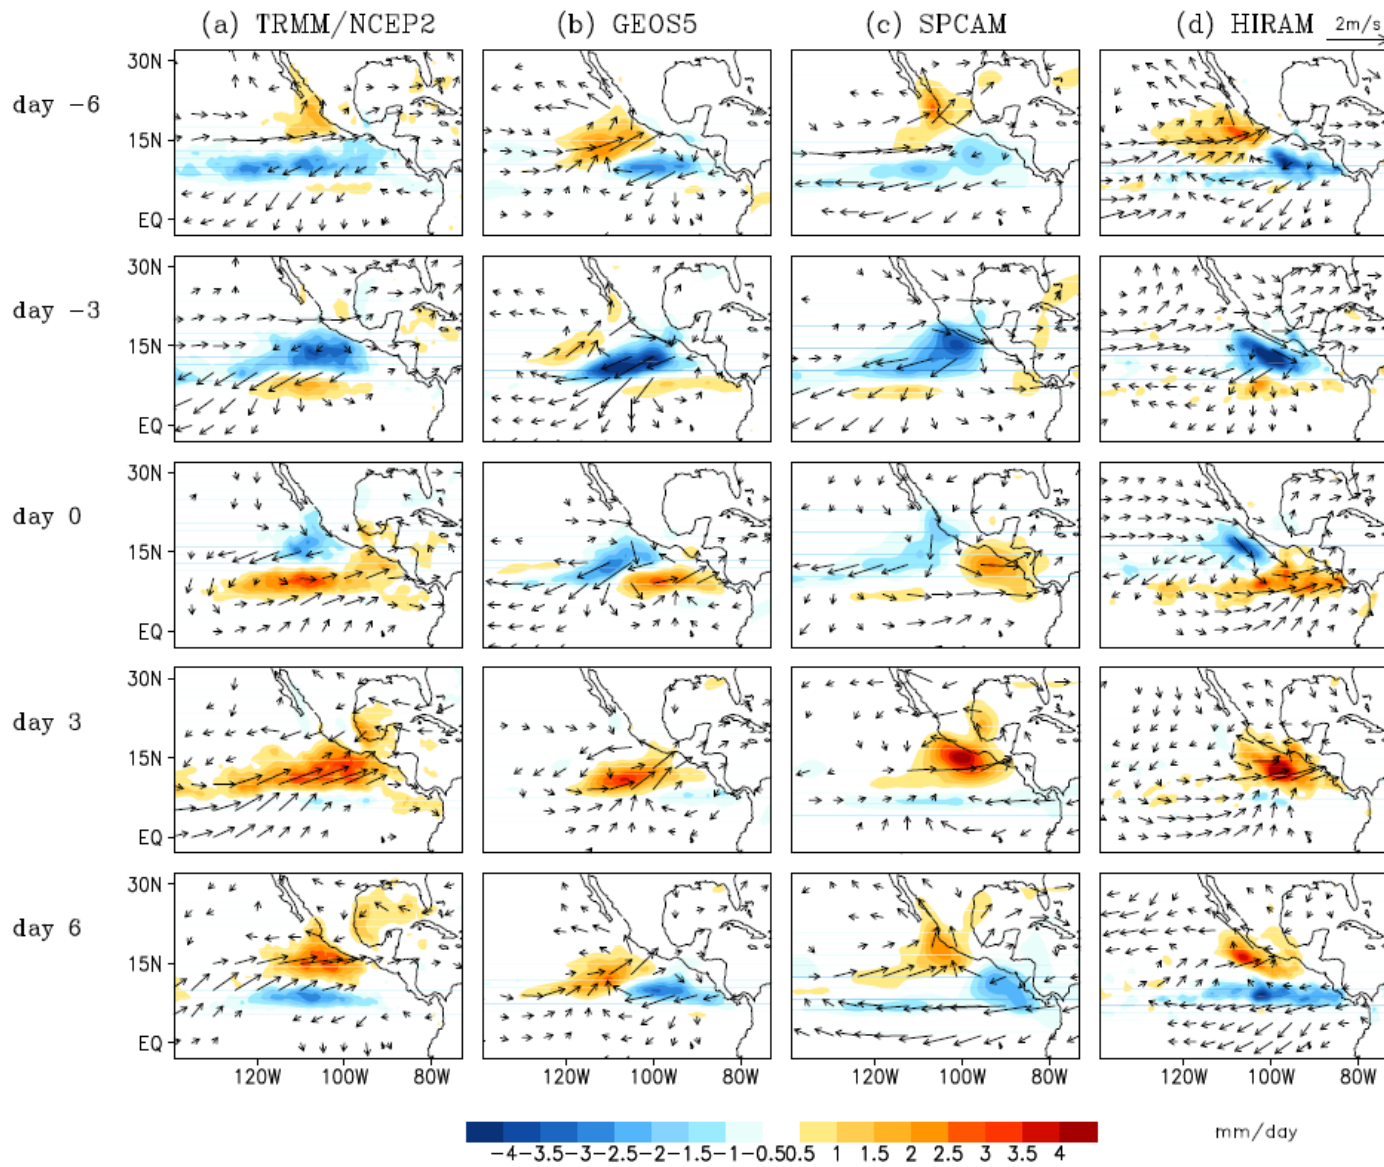 (a) TRMM/NCEP2 (b) GEOS5 (c) SPCAM (d) HIRAM 2m/s
day -6
30N
15N
EQ
day -3
30N
15N
EQ
day 0
30N
15N
EQ
day 3
30N
15N
EQ
day 6
30N
15N
EQ
120W 100W 80W 120W 100W 80W 120W 100W 80W 120W 100W 80W
-4 -3.5 -3 -2.5 -2 -1.5 -1 -0.5 0.5 1 1.5 2 2.5 3 3.5 4 mm/day